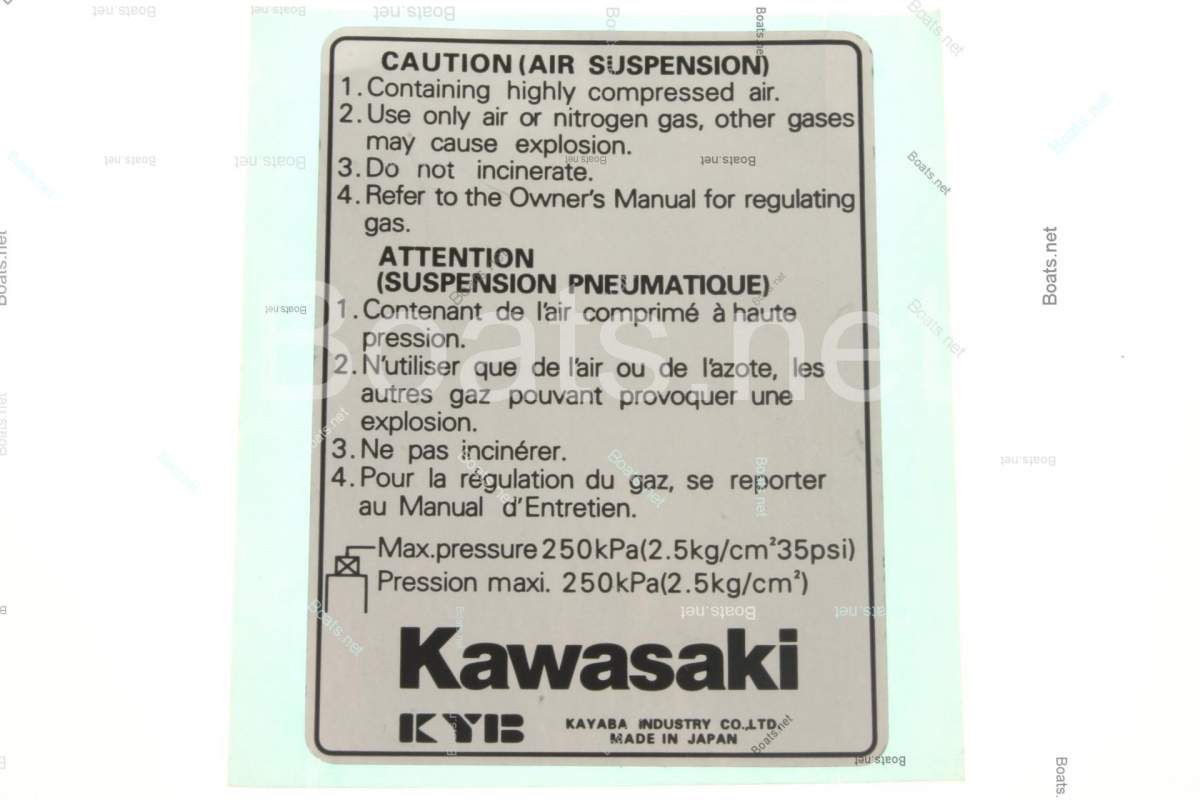 CAUTION (AIR SUSPENSION)
1. Containing highly compressed air.
2. Use only air or nitrogen gas, other gases
may cause explosion.
3. Do not incinerate.
4. Refer to the Owner's Manual for regulating
gas.
ATTENTION
(SUSPENSION PNEUMATIQUE)
1. Contenant de l'air comprimé à haute
pression.
2. N'utiliser que de l'air ou de l'azote, les
autres gaz pouvant provoquer une
explosion.
3. Ne pas incinérer.
4. Pour la régulation du gaz, se reporter
au Manual d'Entretien.
Max.pressure 250kPa(2.5kg/cm²35psi)
Pression maxi. 250kPa(2.5kg/cm²)
Kawasaki
KYB KAYABA INDUSTRY CO.,LTD.
MADE IN JAPAN
Boats.net